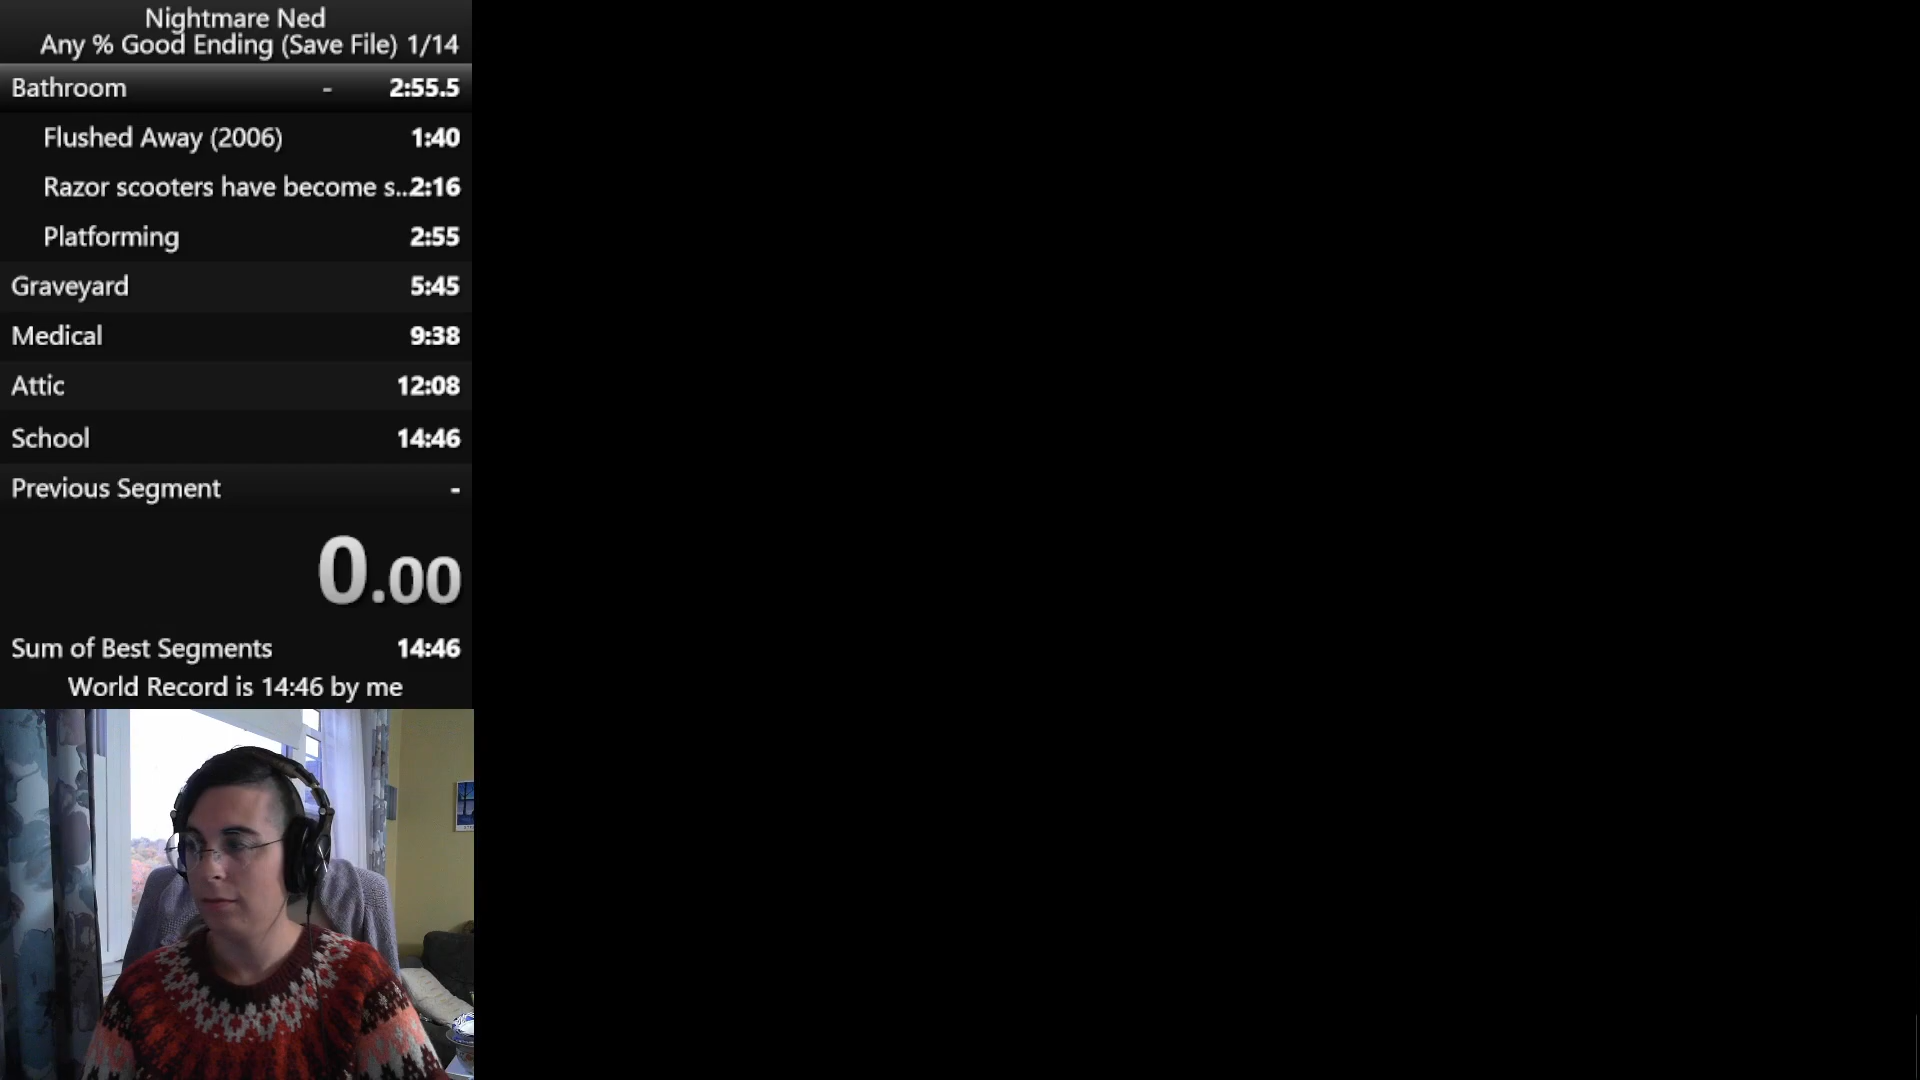 Nightmare Ned
Any % Good Ending (Save File) 1/14
Bathroom - 2:55.5
Flushed Away (2006) 1:40
Razor scooters have become s.. 2:16
Platforming 2:55
Graveyard 5:45
Medical 9:38
Attic 12:08
School 14:46
Previous Segment -
0.00
Sum of Best Segments 14:46
World Record is 14:46 by me